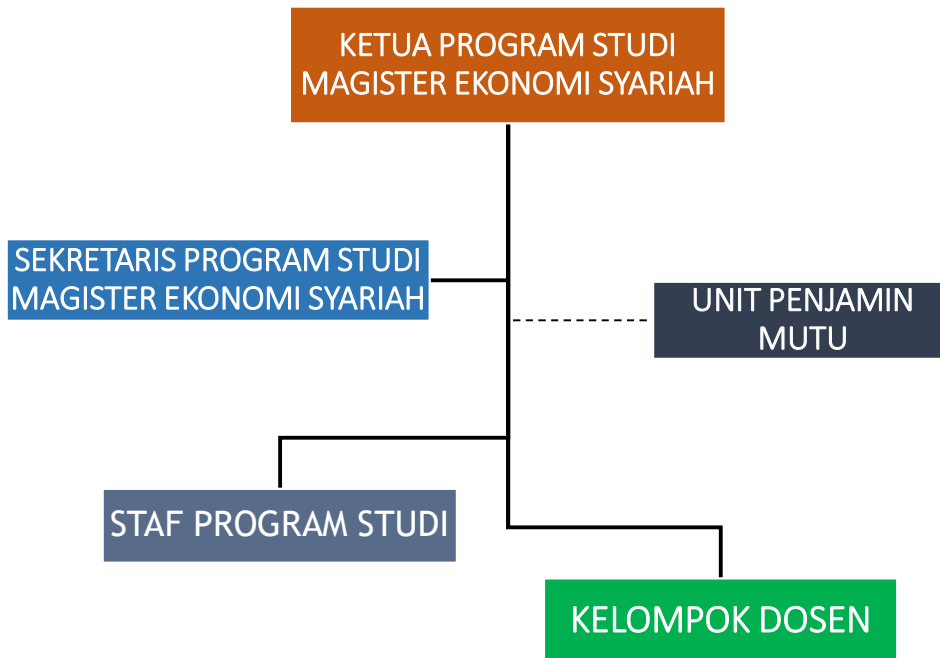 KETUA PROGRAM STUDI
MAGISTER EKONOMI SYARIAH
SEKRETARIS PROGRAM STUDI
MAGISTER EKONOMI SYARIAH
UNIT PENJAMIN
MUTU
STAF PROGRAM STUDI
KELOMPOK DOSEN